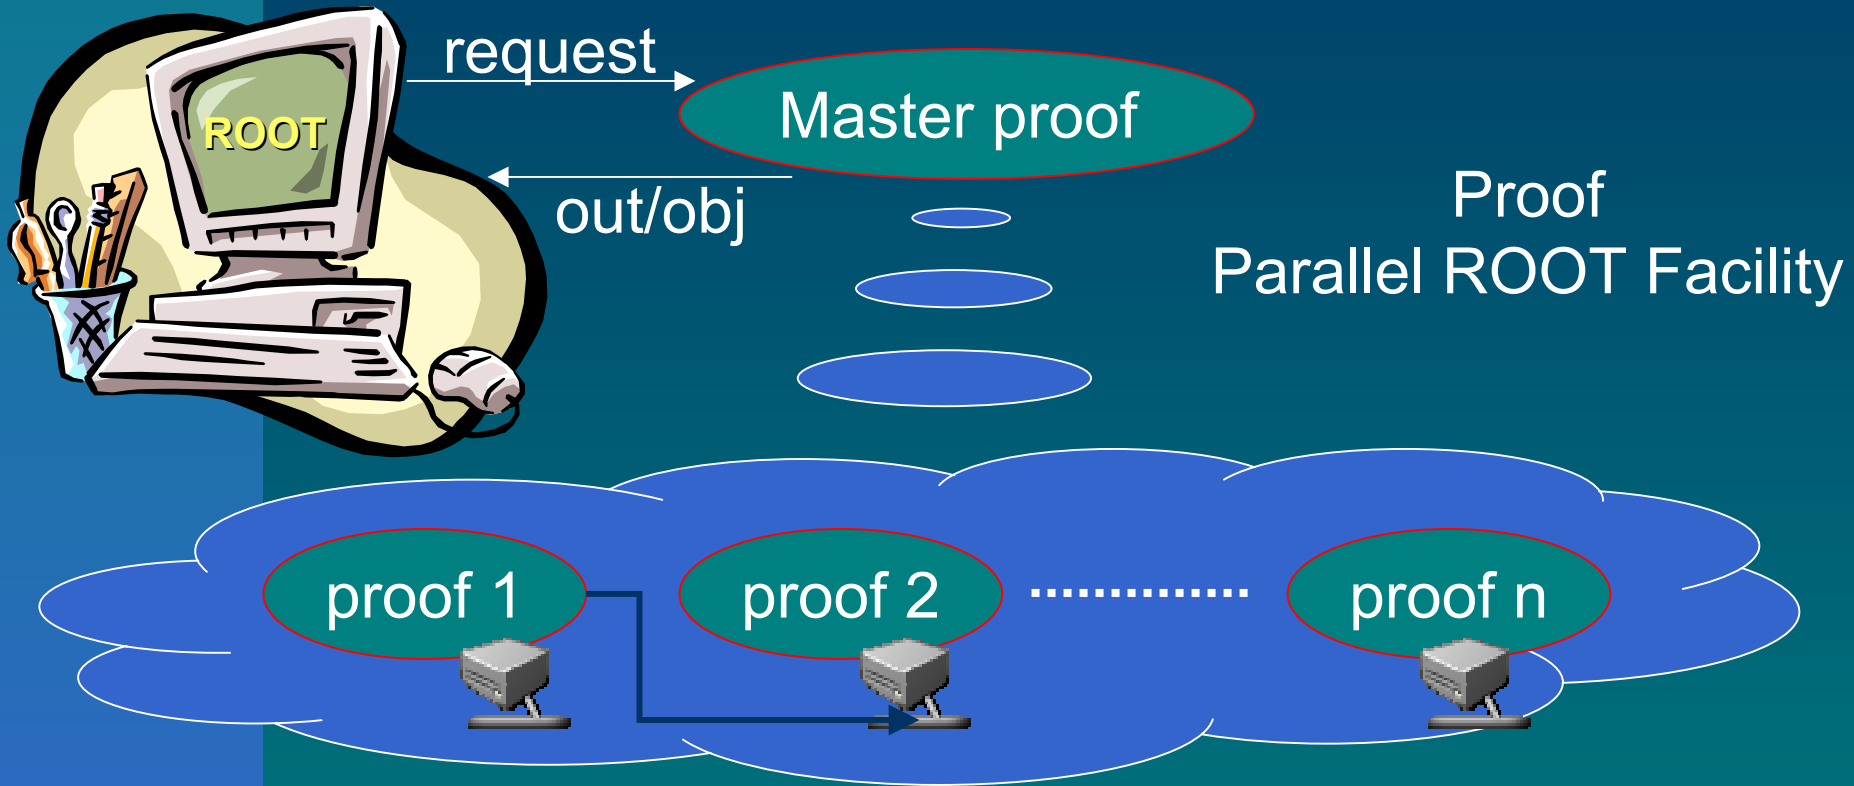 request
Master proof
ROOT
out/obj
Proof
Parallel ROOT Facility
proof 1
proof 2
proof n